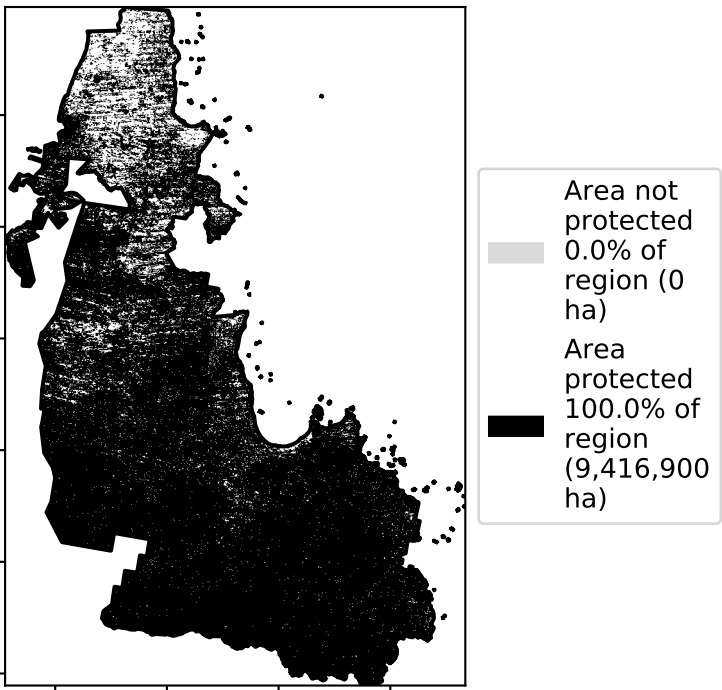 Area not
protected
0.0% of
region (0
ha)
Area
protected
100.0% of
region
(9,416,900
ha)